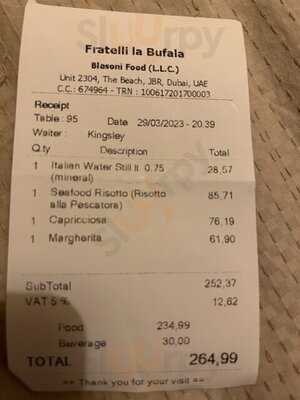 Fratelli la Bufala
Blasoni Food (L.L.C.)
Unit 2304, The Beach, JBR, Dubai, UAE
C.C.: 674964 - TRN : 100617201700003
Receipt
Table : 95 Date 29/03/2023 - 20.39
Waiter : Kingsley
Q.ty Description Total
1 Italian Water Still lt. 0.75 28,57
(mineral)
1 Seafood Risotto (Risotto 85,71
alla Pescatora)
1 Capricciosa 76,19
1 Margherita 61,90
SubTotal 252,37
VAT 5 % 12,62
Food 234,99
Beverage 30,00
TOTAL 264,99
== Thank you for your visit ==